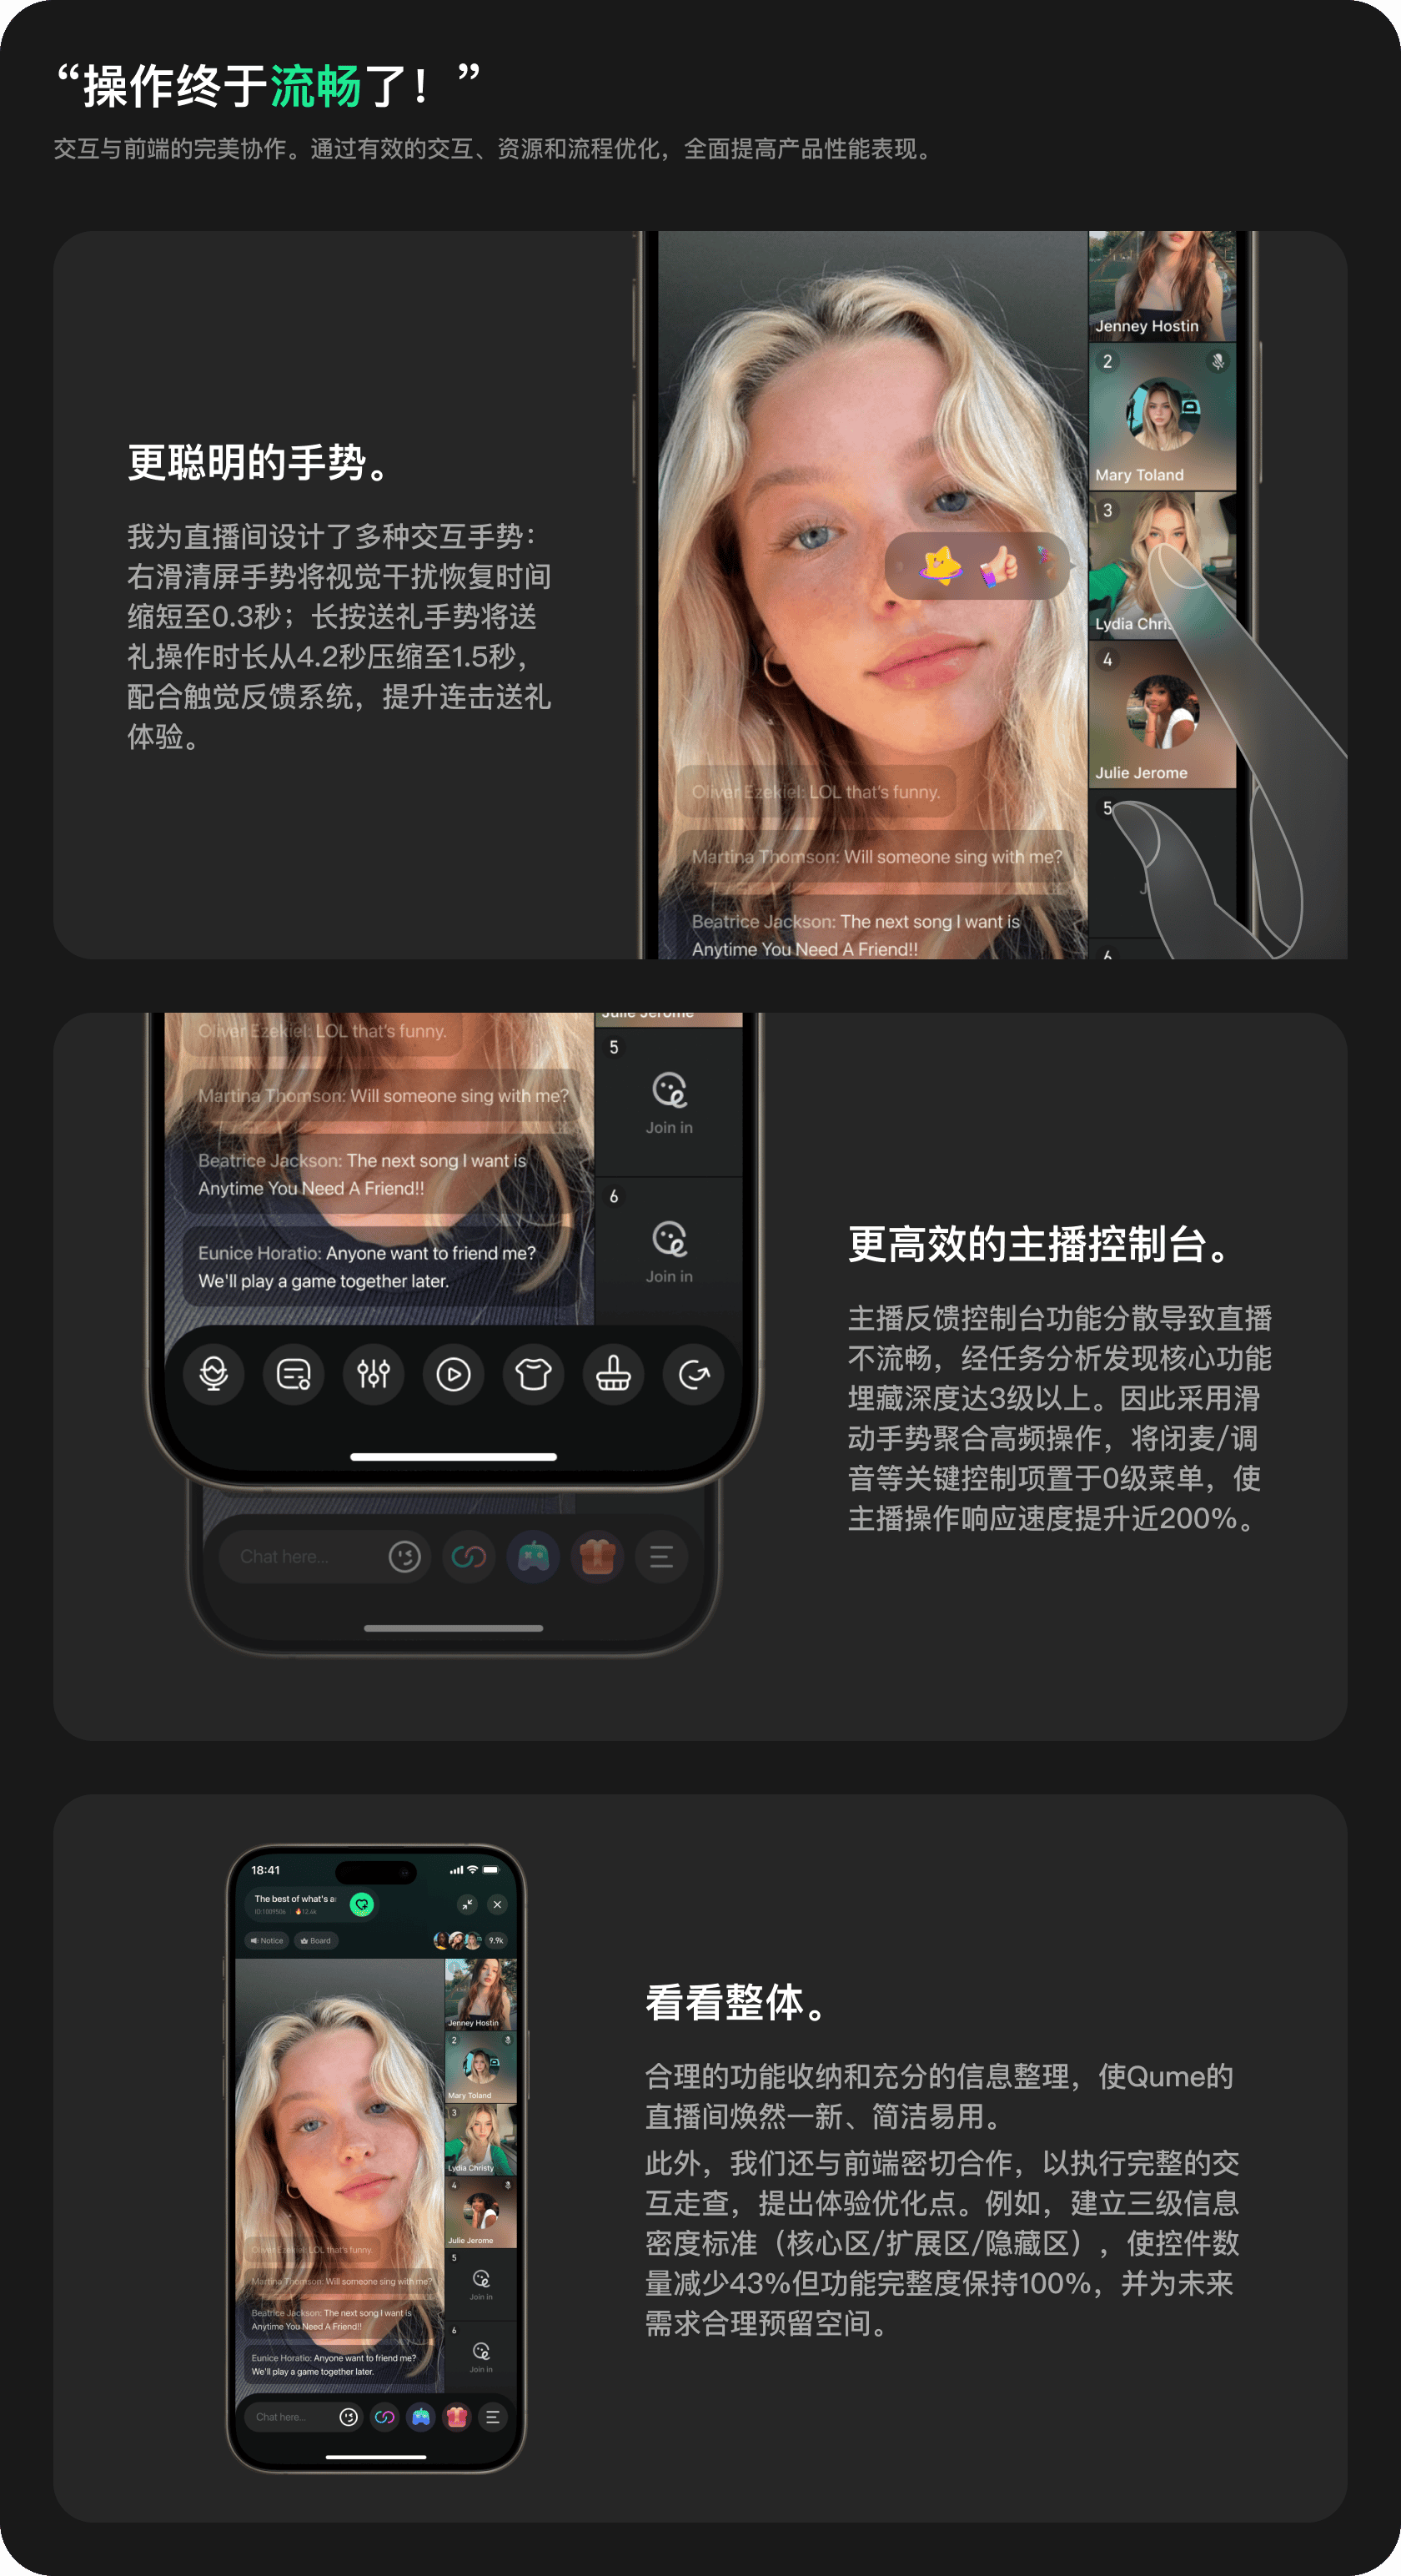 “操作终于流畅了！”
交互与前端的完美协作。通过有效的交互、资源和流程优化，全面提高产品性能表现。
更聪明的手势。
我为直播间设计了多种交互手势：
右滑清屏手势将视觉干扰恢复时间
缩短至0.3秒；长按送礼手势将送
礼操作时长从4.2秒压缩至1.5秒，
配合触觉反馈系统，提升连击送礼
体验。
Jenney Hostin
2
Mary Toland
3
Lydia Chris
4
Julie Jerome
5
J
6
Oliver Ezekiel: LOL that's funny.
Martina Thomson: Will someone sing with me?
Beatrice Jackson: The next song I want is
Anytime You Need A Friend!!
Oliver Ezekiel: LOL that's funny.
Martina Thomson: Will someone sing with me?
Beatrice Jackson: The next song I want is
Anytime You Need A Friend!!
Eunice Horatio: Anyone want to friend me?
We'll play a game together later.
Julie Jerome
5
Join in
6
Join in
Chat here...
更高效的主播控制台。
主播反馈控制台功能分散导致直播
不流畅，经任务分析发现核心功能
埋藏深度达3级以上。因此采用滑
动手势聚合高频操作，将闭麦/调
音等关键控制项置于0级菜单，使
主播操作响应速度提升近200%。
18:41
The best of what's ar
ID:1009506 12.4k
Notice
Board
9.9k
1
Jenney Hostin
2
Mary Toland
3
Lydia Christy
4
Julie Jerome
5
Join in
6
Join in
Oliver Ezekiel: LOL that's funny.
Martina Thomson: Will someone sing with me?
Beatrice Jackson: The next song I want is
Anytime You Need A Friend!!
Eunice Horatio: Anyone want to friend me?
We'll play a game together later.
Chat here...
看看整体。
合理的功能收纳和充分的信息整理，使Qume的
直播间焕然一新、简洁易用。
此外，我们还与前端密切合作，以执行完整的交
互走查，提出体验优化点。例如，建立三级信息
密度标准（核心区/扩展区/隐藏区），使控件数
量减少43%但功能完整度保持100%，并为未来
需求合理预留空间。